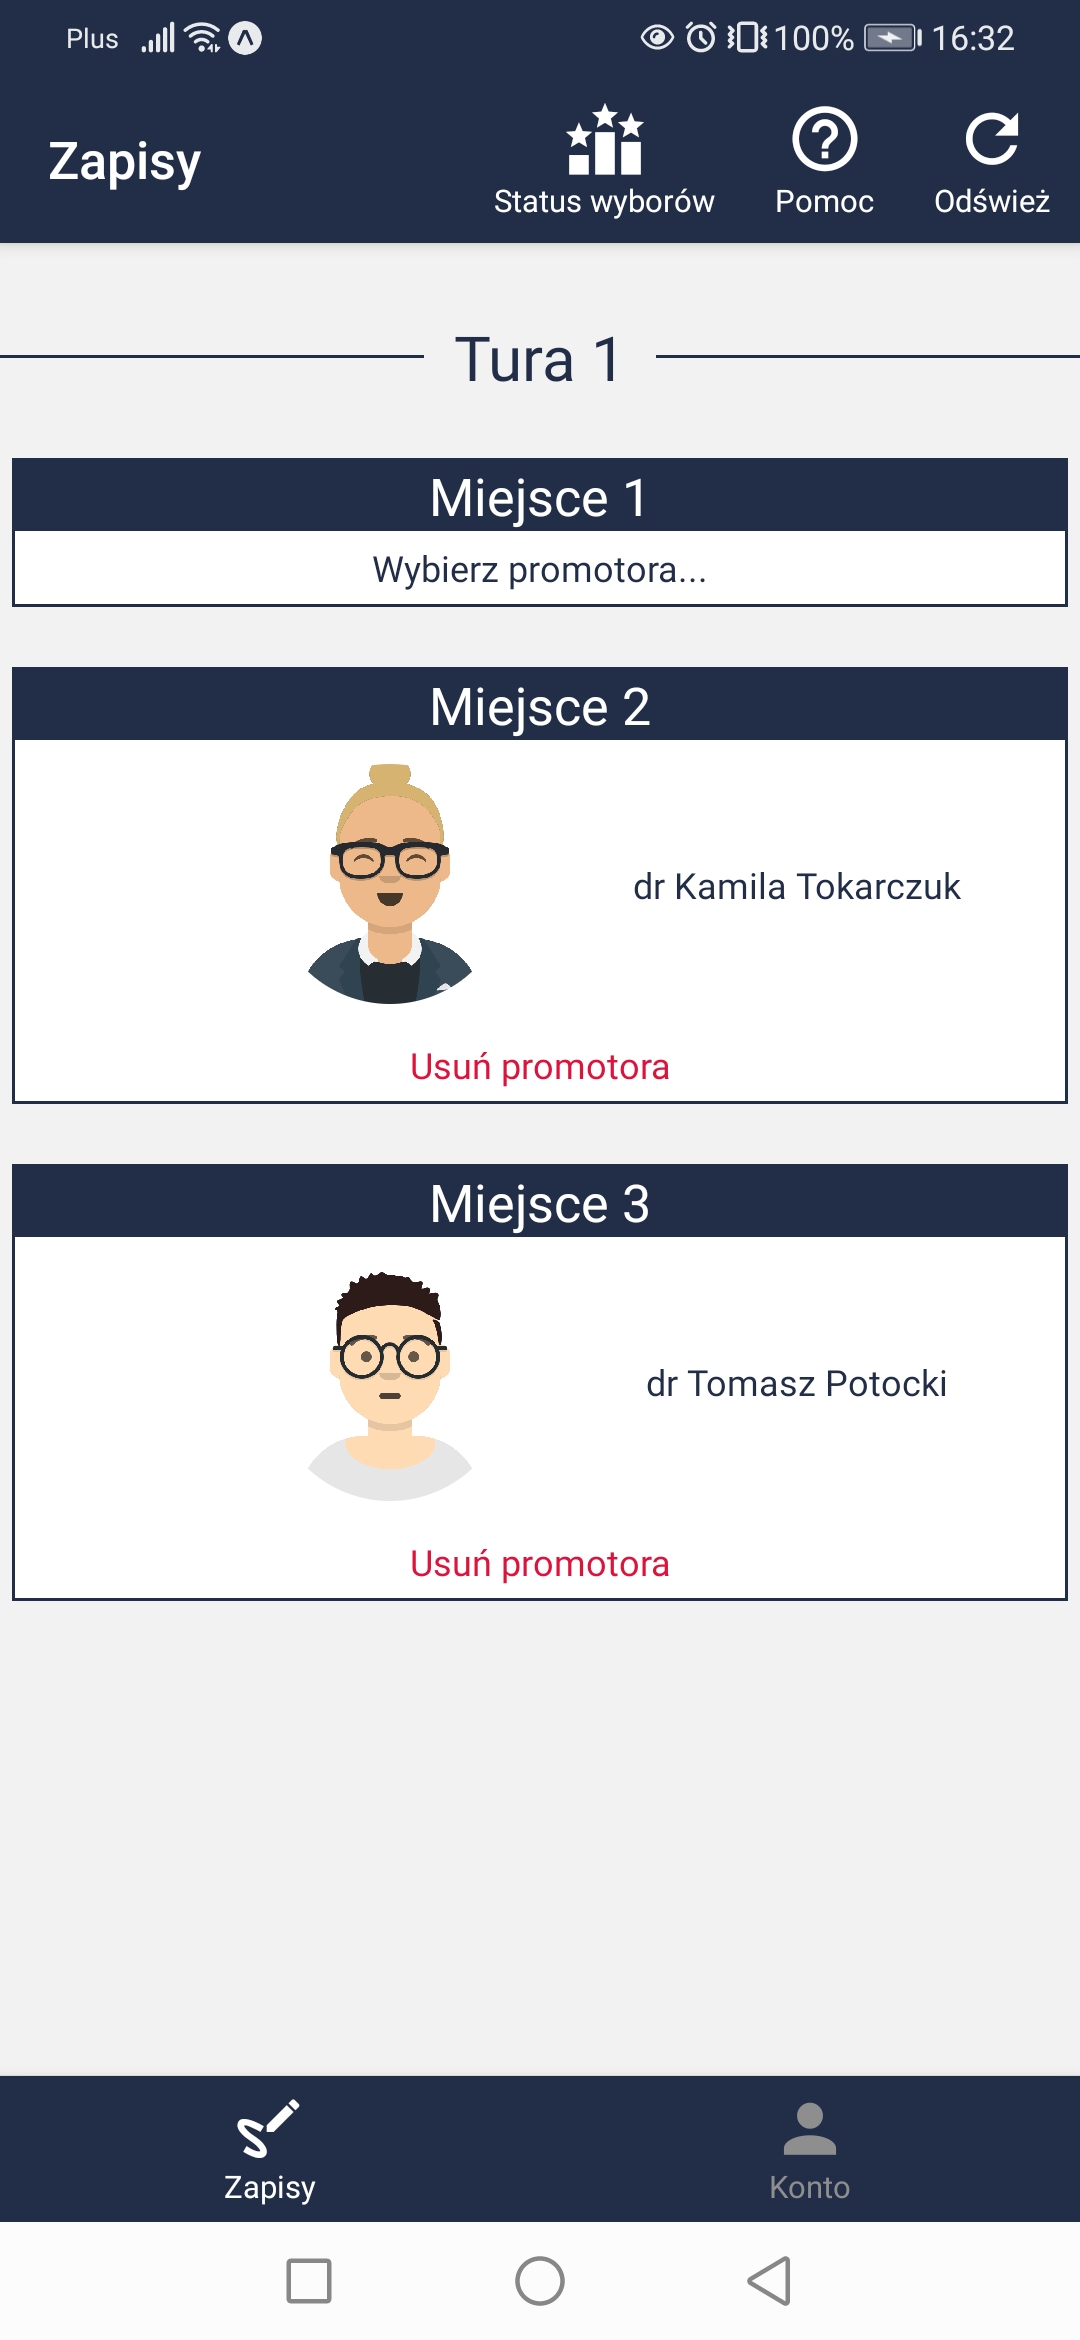 Plus 100% 16:32
Zapisy
Status wyborów Pomoc Odśwież
Tura 1
Miejsce 1
Wybierz promotora...
Miejsce 2
dr Kamila Tokarczuk
Usuń promotora
Miejsce 3
dr Tomasz Potocki
Usuń promotora
Zapisy Konto